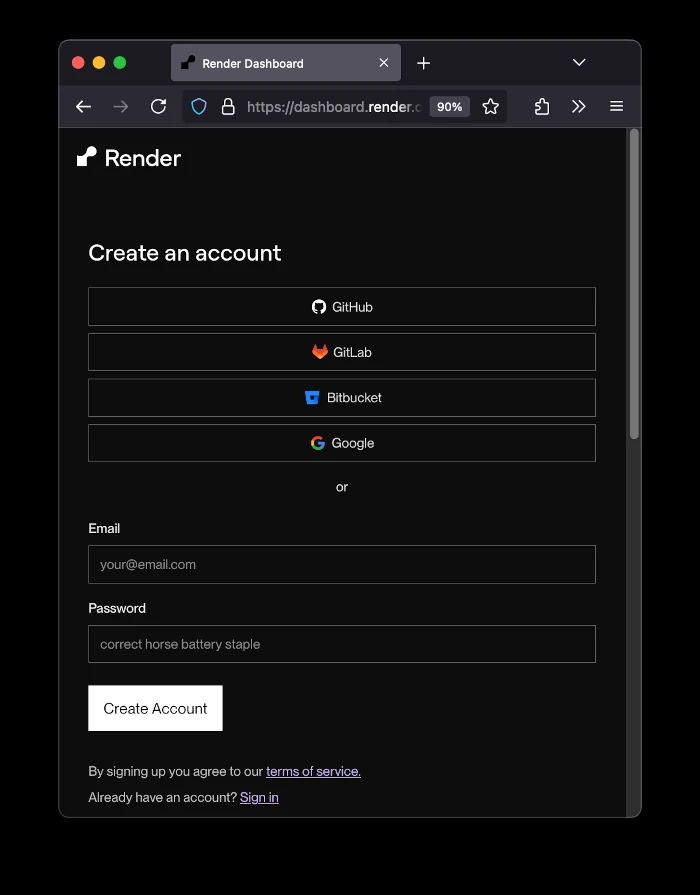 Render Dashboard
https://dashboard.render.c
90%
Render
Create an account
GitHub
GitLab
Bitbucket
Google
or
Email
your@email.com
Password
correct horse battery staple
Create Account
By signing up you agree to our terms of service.
Already have an account? Sign in